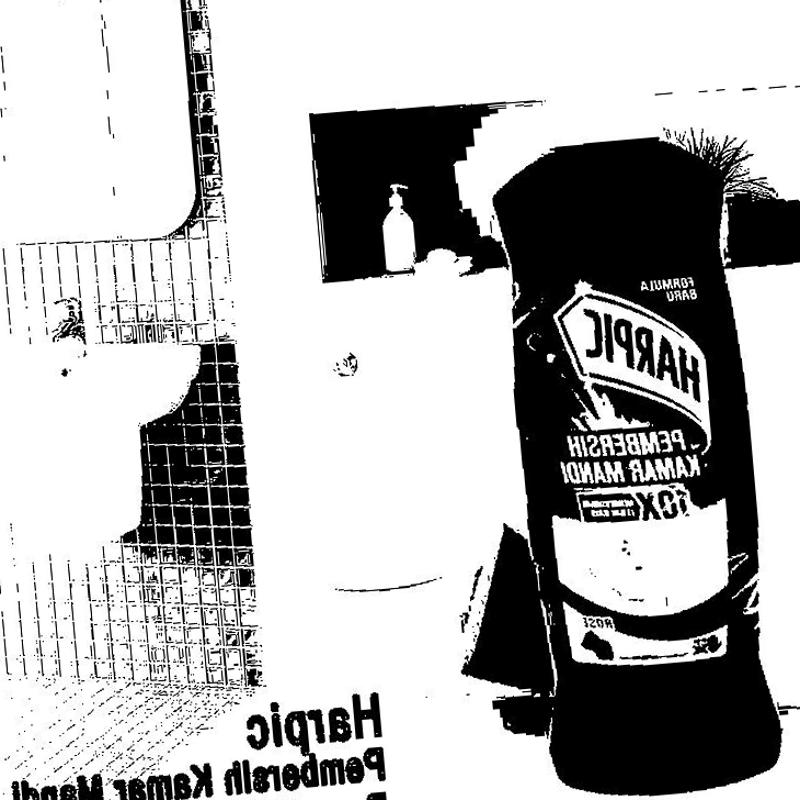 FORMULA
BARU
HARPIC
PEMBERSIH
KAMAR MANDI
10X
ROSE
Harpic
Pembersih Kamar Mandi